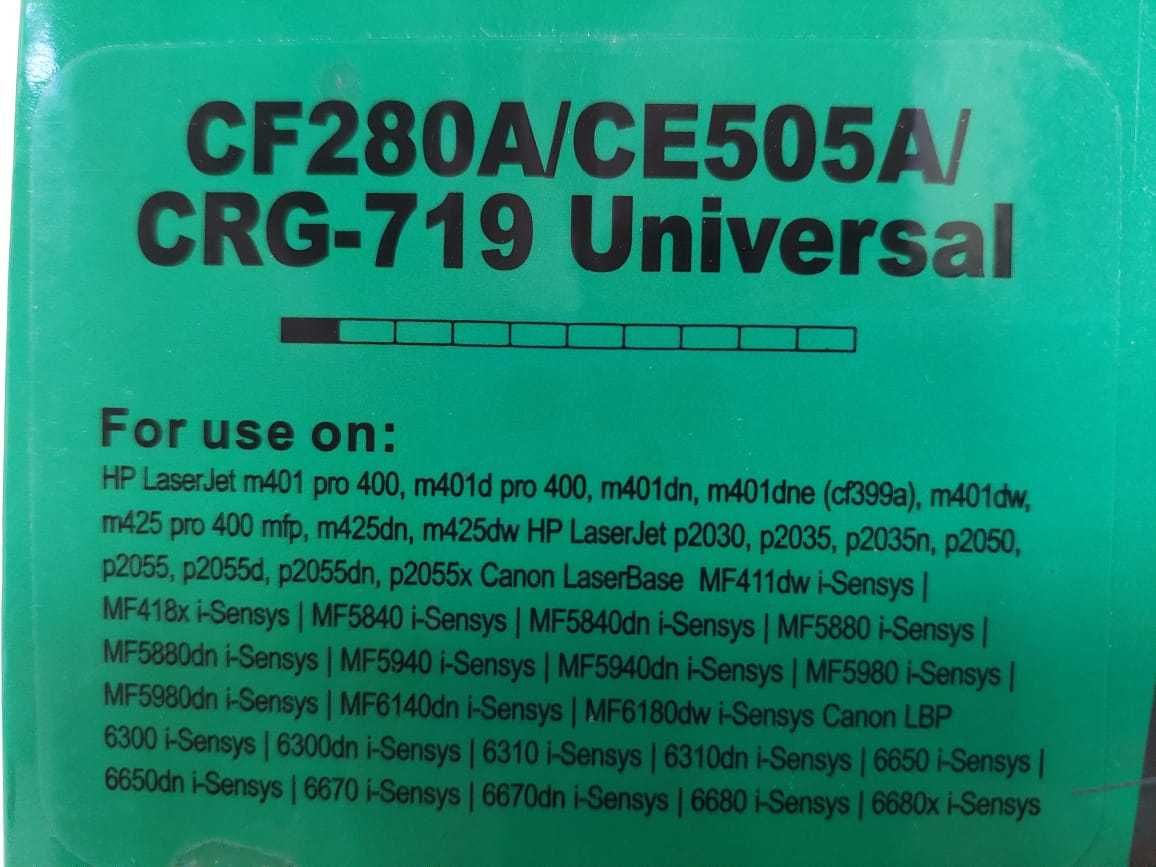 CF280A/CE505A/
CRG-719 Universal
For use on:
HP LaserJet m401 pro 400, m401d pro 400, m401dn, m401dne (cf399a), m401dw,
m425 pro 400 mfp, m425dn, m425dw HP LaserJet p2030, p2035, p2035n, p2050,
p2055, p2055d, p2055dn, p2055x Canon LaserBase MF411dw i-Sensys |
MF418x i-Sensys | MF5840 i-Sensys | MF5840dn i-Sensys | MF5880 i-Sensys |
MF5880dn i-Sensys | MF5940 i-Sensys | MF5940dn i-Sensys | MF5980 i-Sensys |
MF5980dn i-Sensys | MF6140dn i-Sensys | MF6180dw i-Sensys Canon LBP
6300 i-Sensys | 6300dn i-Sensys | 6310 i-Sensys | 6310dn i-Sensys | 6650 i-Sensys |
6650dn i-Sensys | 6670 i-Sensys | 6670dn i-Sensys | 6680 i-Sensys | 6680x i-Sensys